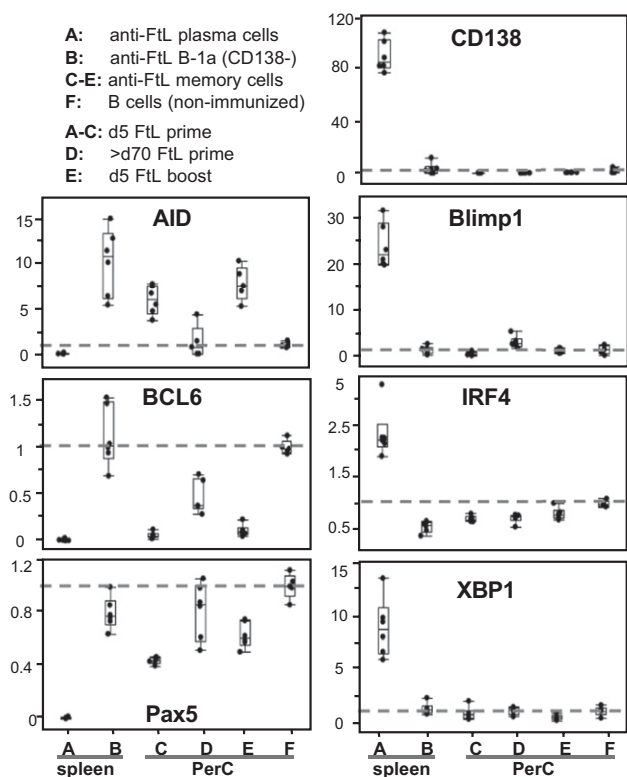 A: anti-FtL plasma cells
B: anti-FtL B-1a (CD138-)
C-E: anti-FtL memory cells
F: B cells (non-immunized)
A-C: d5 FtL prime
D: >d70 FtL prime
E: d5 FtL boost
CD138
120
80
40
0
AID
15
10
5
0
Blimp1
30
20
10
0
BCL6
1.5
1
0.5
0
IRF4
5
2.5
1.5
0.5
Pax5
1.2
0.8
0.4
0
XBP1
15
10
5
0
A B C D E F
spleen PerC
A B C D E F
spleen PerC